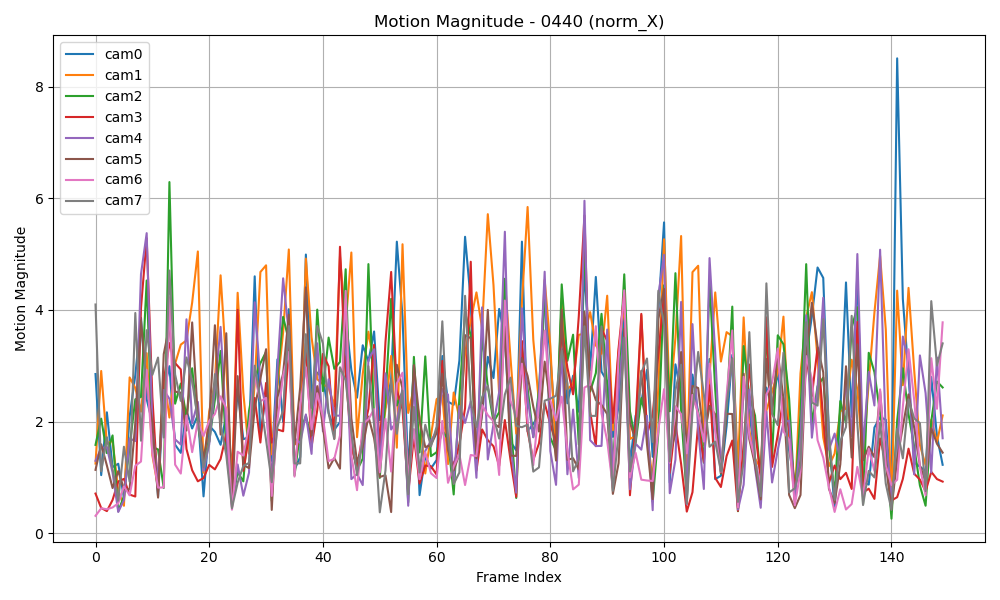 Motion Magnitude - 0440 (norm_X)
cam0
cam1
cam2
cam3
cam4
cam5
cam6
cam7
Motion Magnitude
8
6
4
2
0
0 20 40 60 80 100 120 140
Frame Index